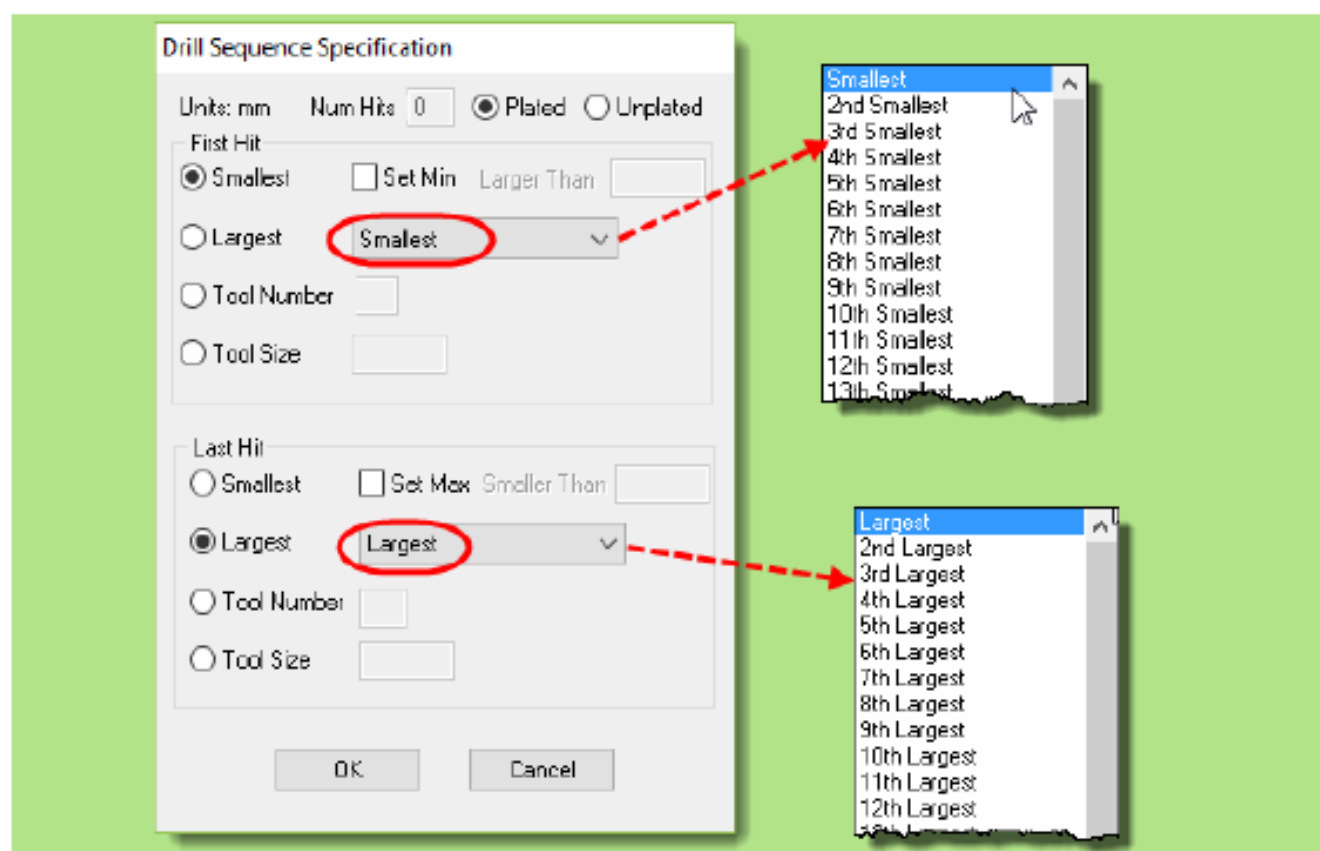 Drill Sequence Specification
Units: mm Num Hits 0 Plated Unplated
First Hit
Smallest Set Min Larger Than
Largest Smallest
Tool Number
Tool Size
Last Hit
Smallest Set Max Smaller Than
Largest Largest
Tool Number
Tool Size
OK Cancel
Smallest
2nd Smallest
3rd Smallest
4th Smallest
5th Smallest
6th Smallest
7th Smallest
8th Smallest
9th Smallest
10th Smallest
11th Smallest
12th Smallest
13th Smallest
Largest
2nd Largest
3rd Largest
4th Largest
5th Largest
6th Largest
7th Largest
8th Largest
9th Largest
10th Largest
11th Largest
12th Largest